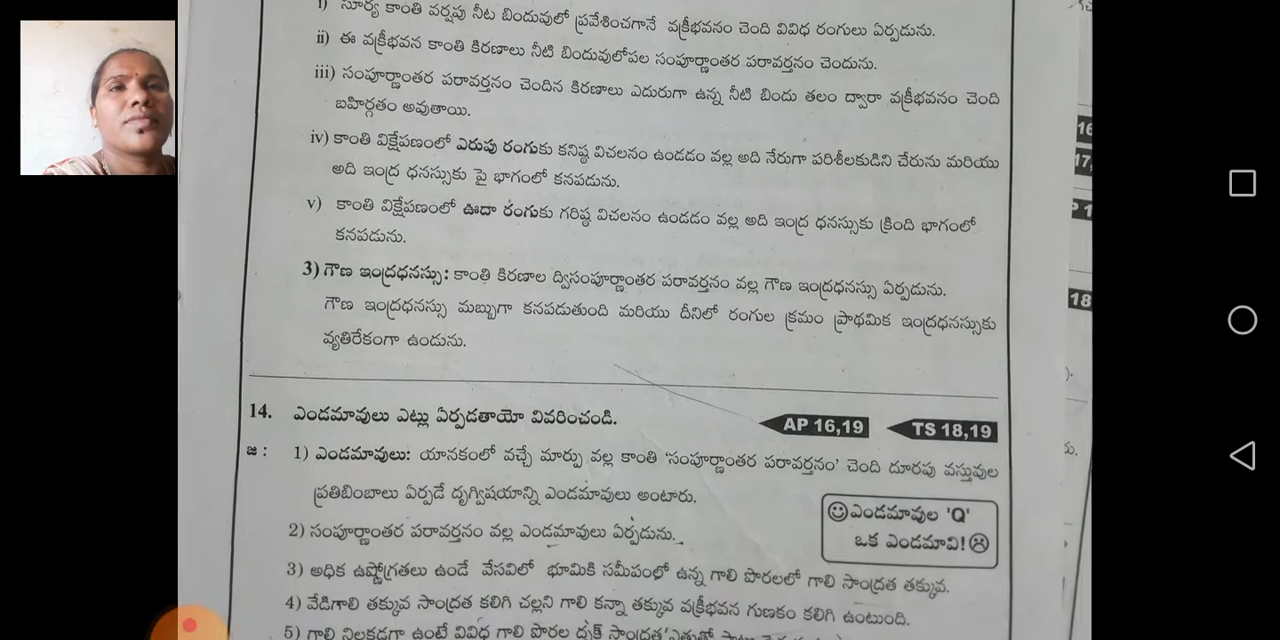 i) సూర్య కాంతి వర్షపు నీటి బిందువులో ప్రవేశించగానే వక్రీభవనం చెంది వివిధ రంగులు ఏర్పడును.
ii) ఈ వక్రీభవన కాంతి కిరణాలు నీటి బిందువులోపల సంపూర్ణాంతర పరావర్తనం చెందును.
iii) సంపూర్ణాంతర పరావర్తనం చెందిన కిరణాలు ఎదురుగా ఉన్న నీటి బిందు తలం ద్వారా వక్రీభవనం చెంది
బహిర్గతం అవుతాయి.
iv) కాంతి విక్షేపణంలో ఎరుపు రంగుకు కనిష్ఠ విచలనం ఉండడం వల్ల అది నేరుగా పరిశీలకుడిని చేరును మరియు
అది ఇంద్ర ధనస్సుకు పై భాగంలో కనపడును.
v) కాంతి విక్షేపణంలో ఊదా రంగుకు గరిష్ఠ విచలనం ఉండడం వల్ల అది ఇంద్ర ధనస్సుకు క్రింది భాగంలో
కనపడును.
3) గౌణ ఇంద్రధనస్సు: కాంతి కిరణాల ద్విసంపూర్ణాంతర పరావర్తనం వల్ల గౌణ ఇంద్రధనస్సు ఏర్పడును.
గౌణ ఇంద్రధనస్సు మబ్బుగా కనపడుతుంది మరియు దీనిలో రంగుల క్రమం ప్రాథమిక ఇంద్రధనస్సుకు
వ్యతిరేకంగా ఉండును.
14. ఎండమావులు ఎట్లు ఏర్పడతాయో వివరించండి. AP 16,19 TS 18,19
జ : 1) ఎండమావులు: యానకంలో వచ్చే మార్పు వల్ల కాంతి 'సంపూర్ణాంతర పరావర్తనం' చెంది దూరపు వస్తువుల
ప్రతిబింబాలు ఏర్పడే దృగ్విషయాన్ని ఎండమావులు అంటారు.
ఎండమావుల 'Q'
ఒక ఎండమావి!
2) సంపూర్ణాంతర పరావర్తనం వల్ల ఎండమావులు ఏర్పడును.
3) అధిక ఉష్ణోగ్రతలు ఉండే వేసవిలో భూమికి సమీపంలో ఉన్న గాలి పొరలలో గాలి సాంద్రత తక్కువ.
4) వేడిగాలి తక్కువ సాంద్రత కలిగి చల్లని గాలి కన్నా తక్కువ వక్రీభవన గుణకం కలిగి ఉంటుంది.
5) గాలి నిలకడగా ఉంటే వివిధ గాలి పొరల దృక్ సాంద్రత
16
17,
18